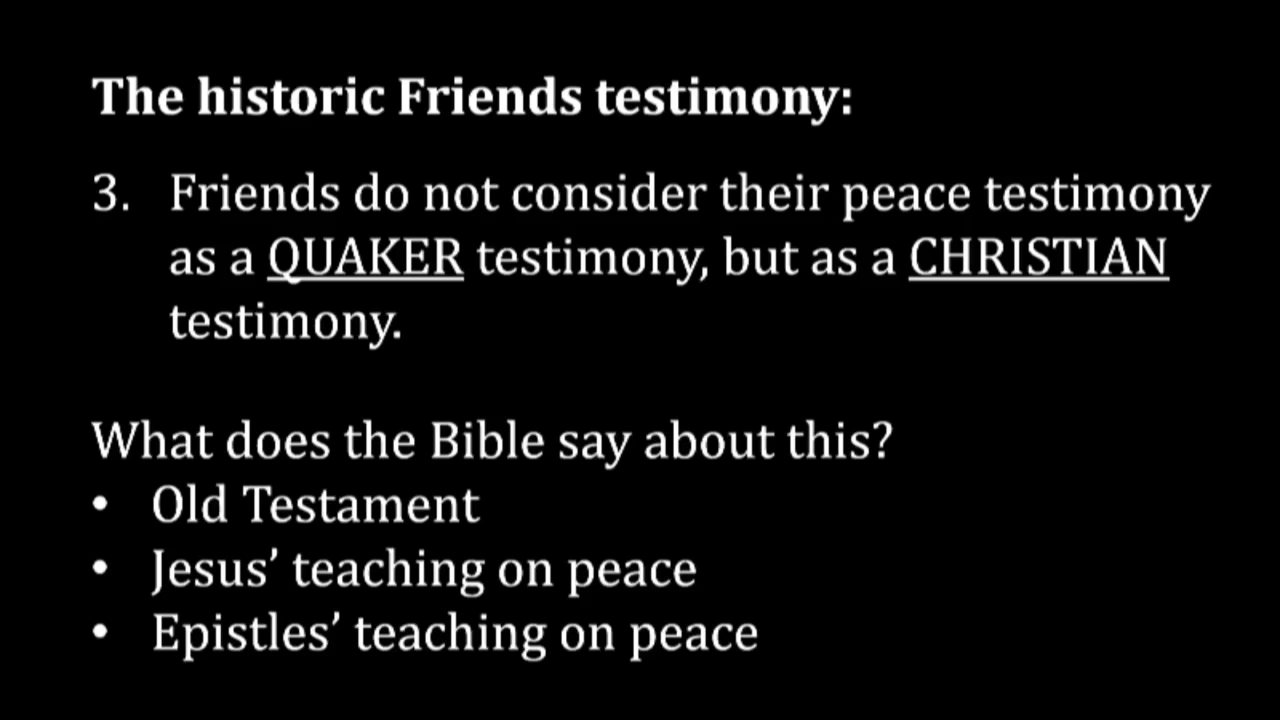 The historic Friends testimony:
3. Friends do not consider their peace testimony
as a QUAKER testimony, but as a CHRISTIAN
testimony.
What does the Bible say about this?
• Old Testament
• Jesus’ teaching on peace
• Epistles’ teaching on peace